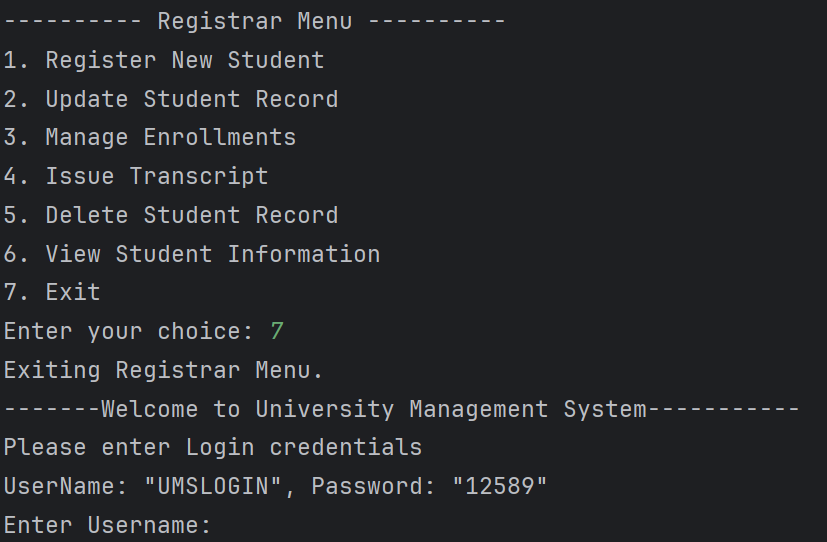 ---------- Registrar Menu ----------
1. Register New Student
2. Update Student Record
3. Manage Enrollments
4. Issue Transcript
5. Delete Student Record
6. View Student Information
7. Exit
Enter your choice: 7
Exiting Registrar Menu.
-------Welcome to University Management System-----------
Please enter Login credentials
UserName: "UMSLOGIN", Password: "12589"
Enter Username: